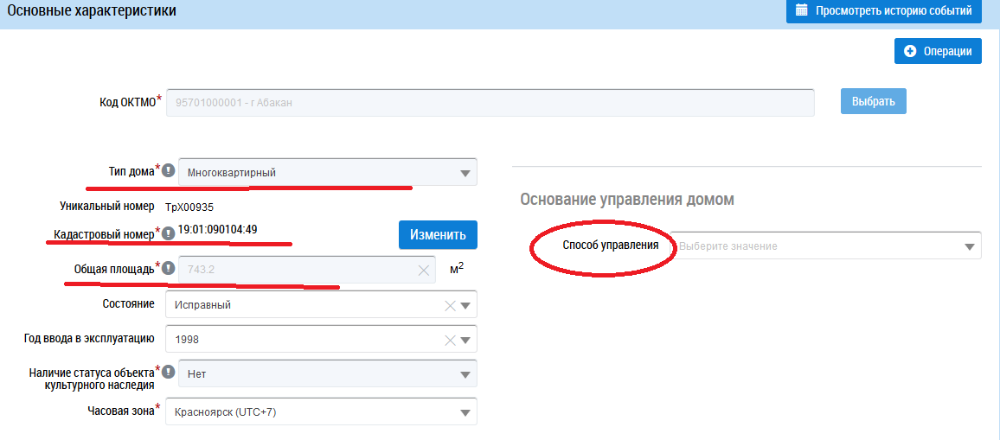 Основные характеристики
Просмотреть историю событий
Операции
Код ОКТМО*
95701000001 - г Абакан
Выбрать
Тип дома*
Многоквартирный
Уникальный номер
ТрХ00935
Кадастровый номер*
19:01:090104:49
Изменить
Общая площадь*
743.2
м2
Состояние
Исправный
Год ввода в эксплуатацию
1998
Наличие статуса объекта*
культурного наследия
Нет
Часовая зона*
Красноярск (UTC+7)
Основание управления домом
Способ управления
Выберите значение